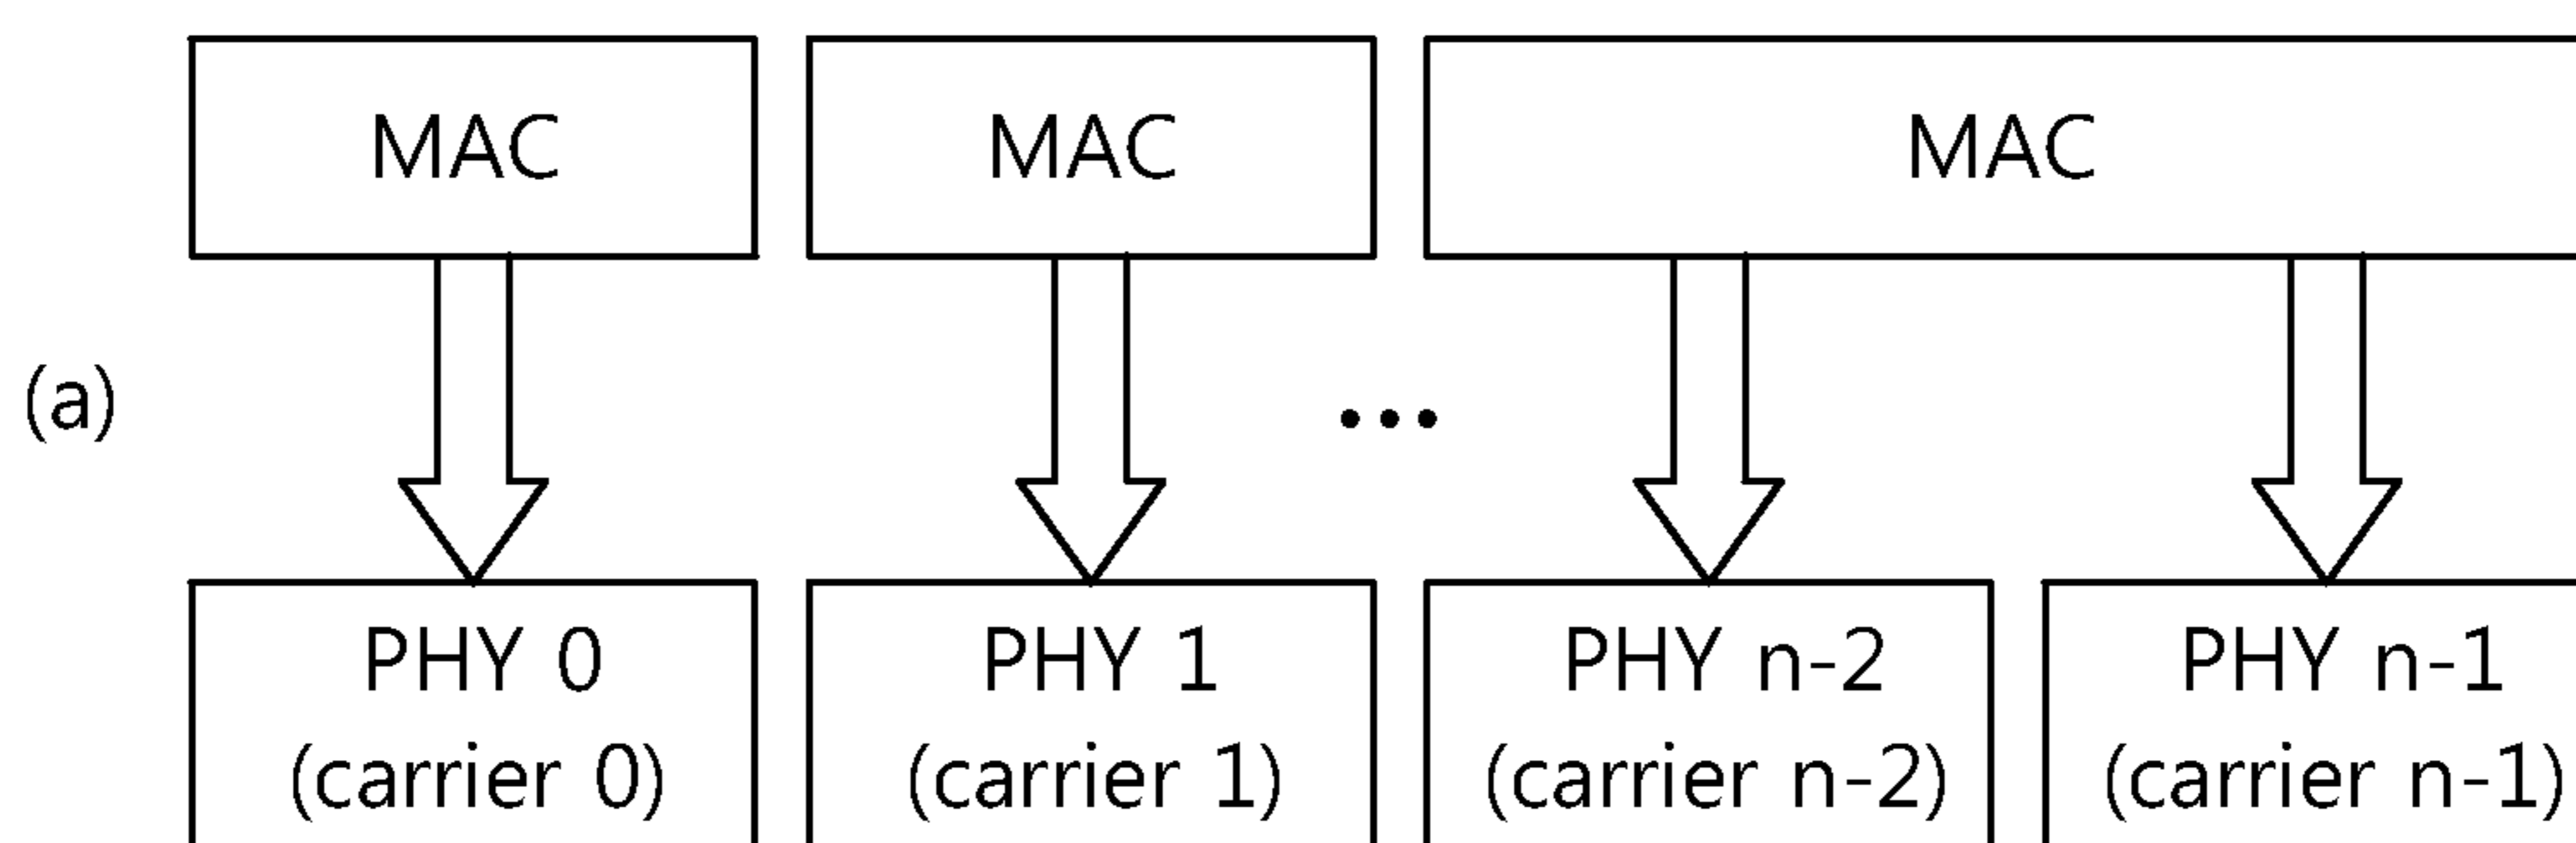 MAC
MAC
MAC
(a)
...
PHY 0
(carrier 0)
PHY 1
(carrier 1)
PHY n-2
(carrier n-2)
PHY n-1
(carrier n-1)